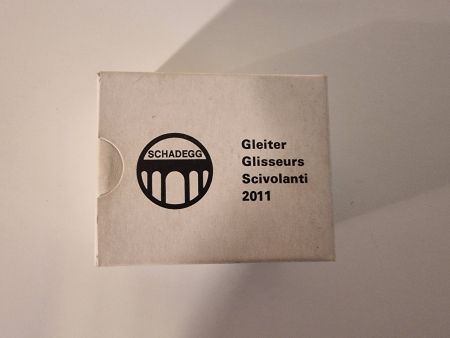 SCHADEGG
Gleiter
Glisseurs
Scivolanti
2011